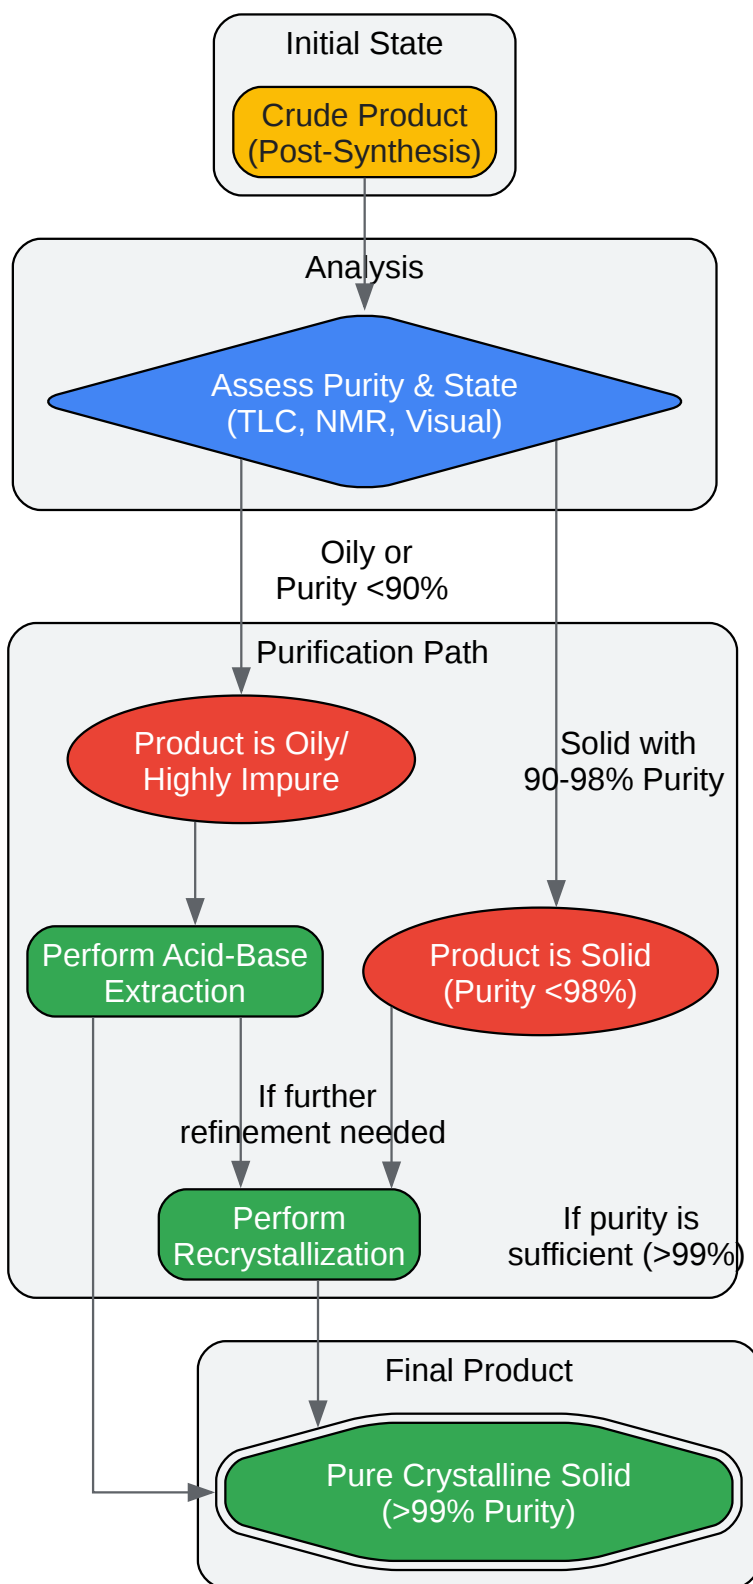 Initial State
Crude Product
(Post-Synthesis)
Analysis
Assess Purity & State
(TLC, NMR, Visual)
Oily or
Purity <90%
Purification Path
Product is Oily/
Highly Impure
Solid with
90-98% Purity
Perform Acid-Base
Extraction
Product is Solid
(Purity <98%)
If further
refinement needed
Perform
Recrystallization
If purity is
sufficient (>99%)
Final Product
Pure Crystalline Solid
(>99% Purity)